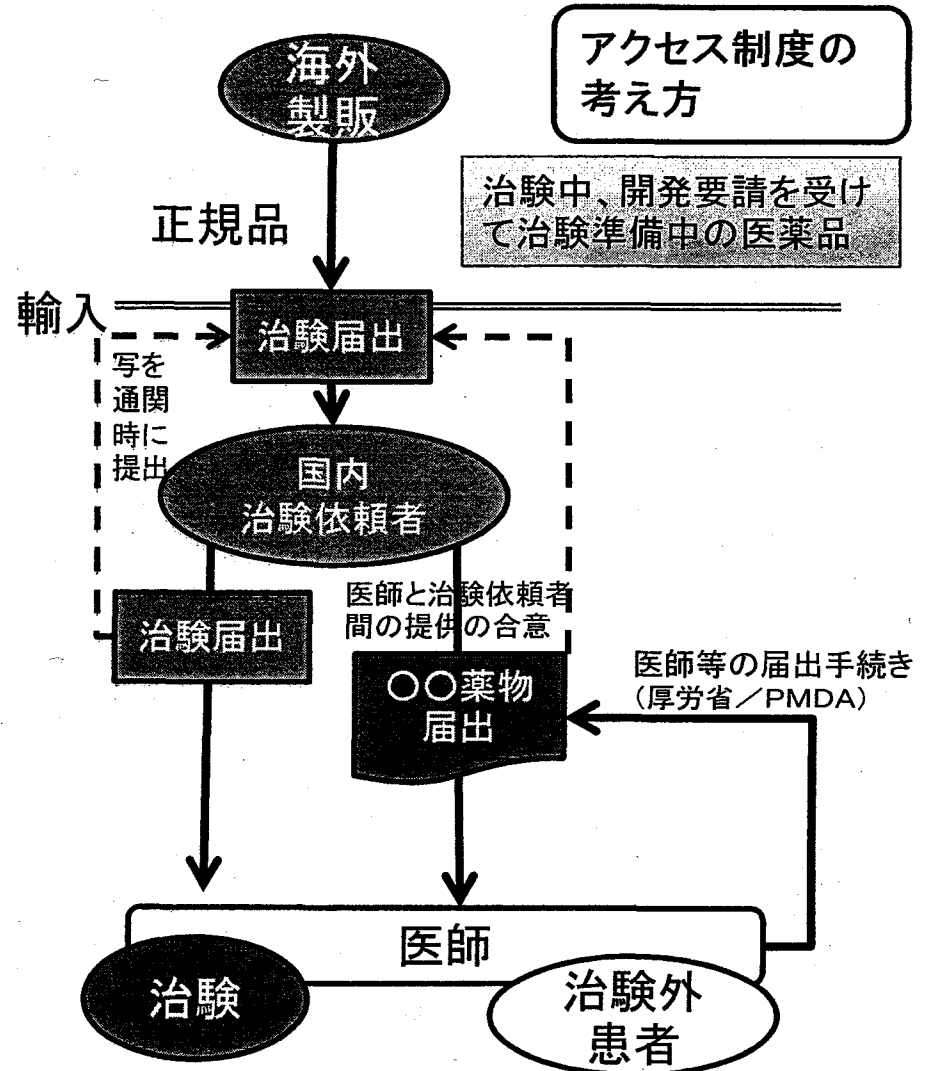 海外
製販
アクセス制度の
考え方
治験中、開発要請を受け
て治験準備中の医薬品
正規品
輸入
治験届出
写を
通関
時に
提出
国内
治験依頼者
治験届出
医師と治験依頼者
間の提供の合意
〇〇薬物
届出
医師等の届出手続き
(厚労省/PMDA)
医師
治験
治験外
患者